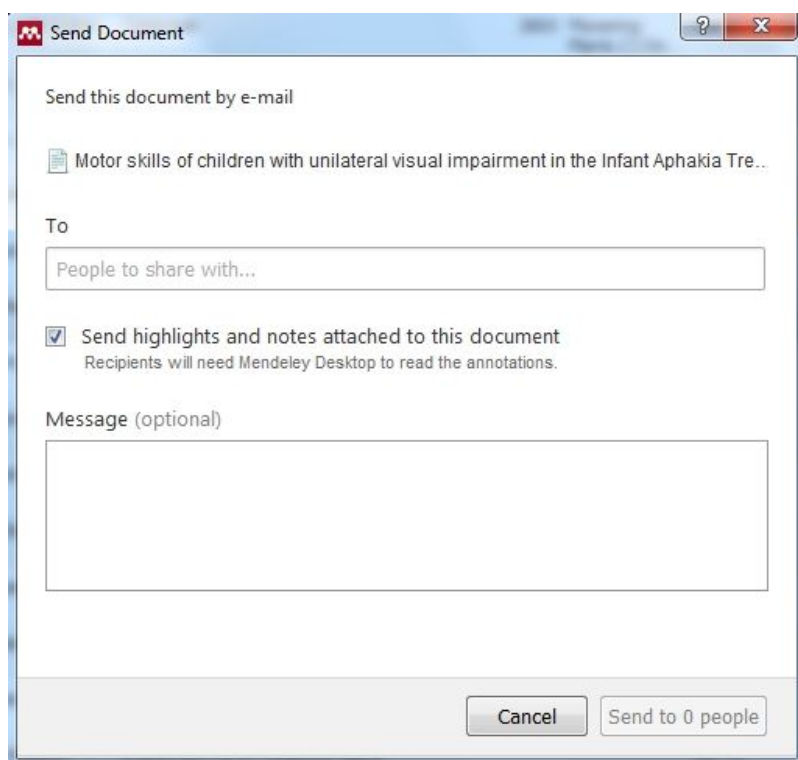 Send Document
Send this document by e-mail
Motor skills of children with unilateral visual impairment in the Infant Aphakia Tre..
To
People to share with...
Send highlights and notes attached to this document
Recipients will need Mendeley Desktop to read the annotations.
Message (optional)
Cancel
Send to 0 people